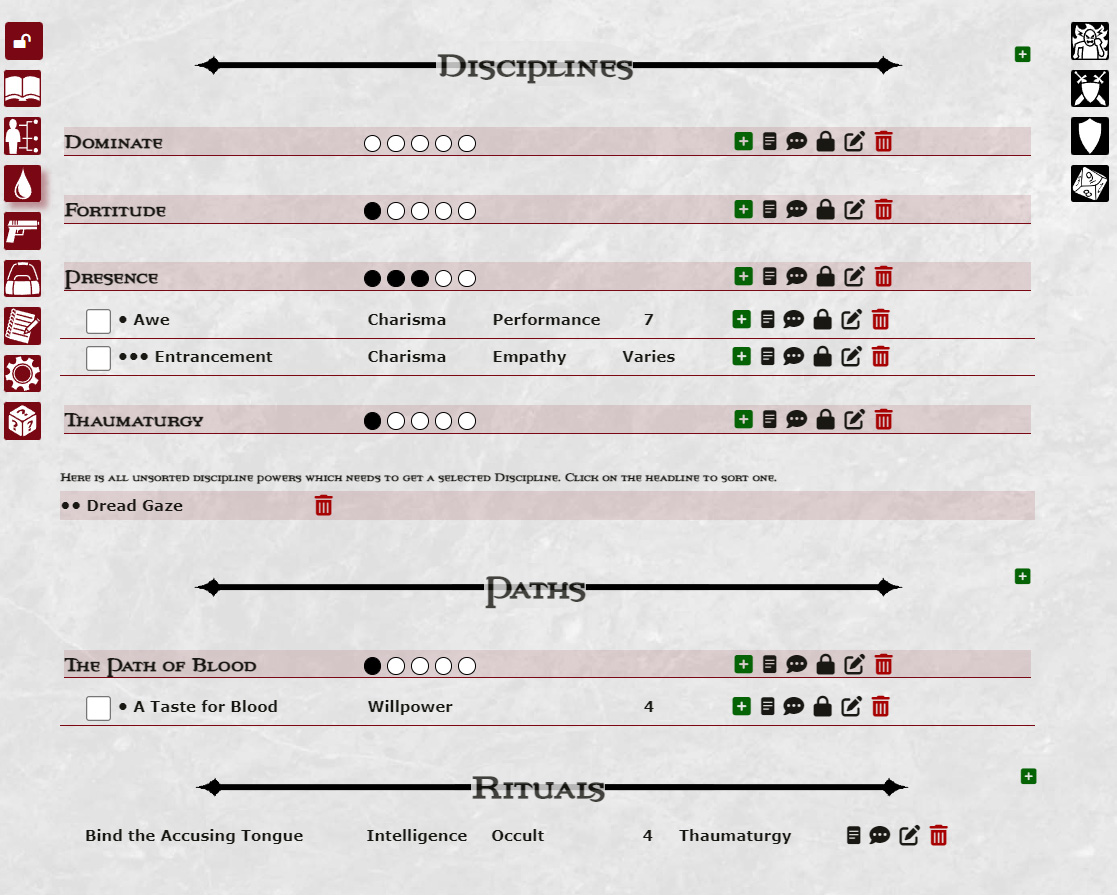 Disciplines
Dominate
Fortitude
Presence
• Awe Charisma Performance 7
••• Entrancement Charisma Empathy Varies
Thaumaturgy
Here is all unsorted discipline powers which needs to get a selected Discipline. Click on the headline to sort one.
•• Dread Gaze
Paths
The Path of Blood
• A Taste for Blood Willpower 4
Rituals
Bind the Accusing Tongue Intelligence Occult 4 Thaumaturgy